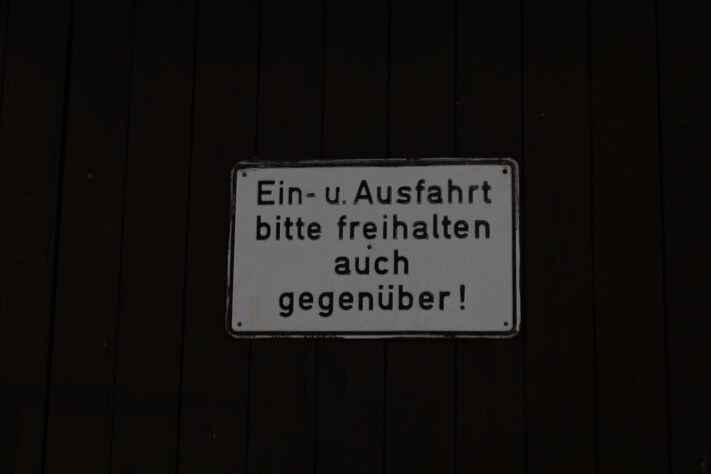 Ein- u. Ausfahrt
bitte freihalten
auch
gegenüber!